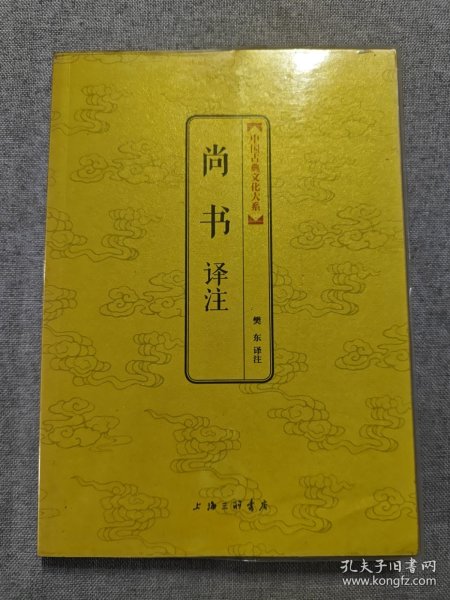 中国古典文化大系
尚书译注
樊东 译注
上海三联书店
孔夫子旧书网
www.kongfz.com